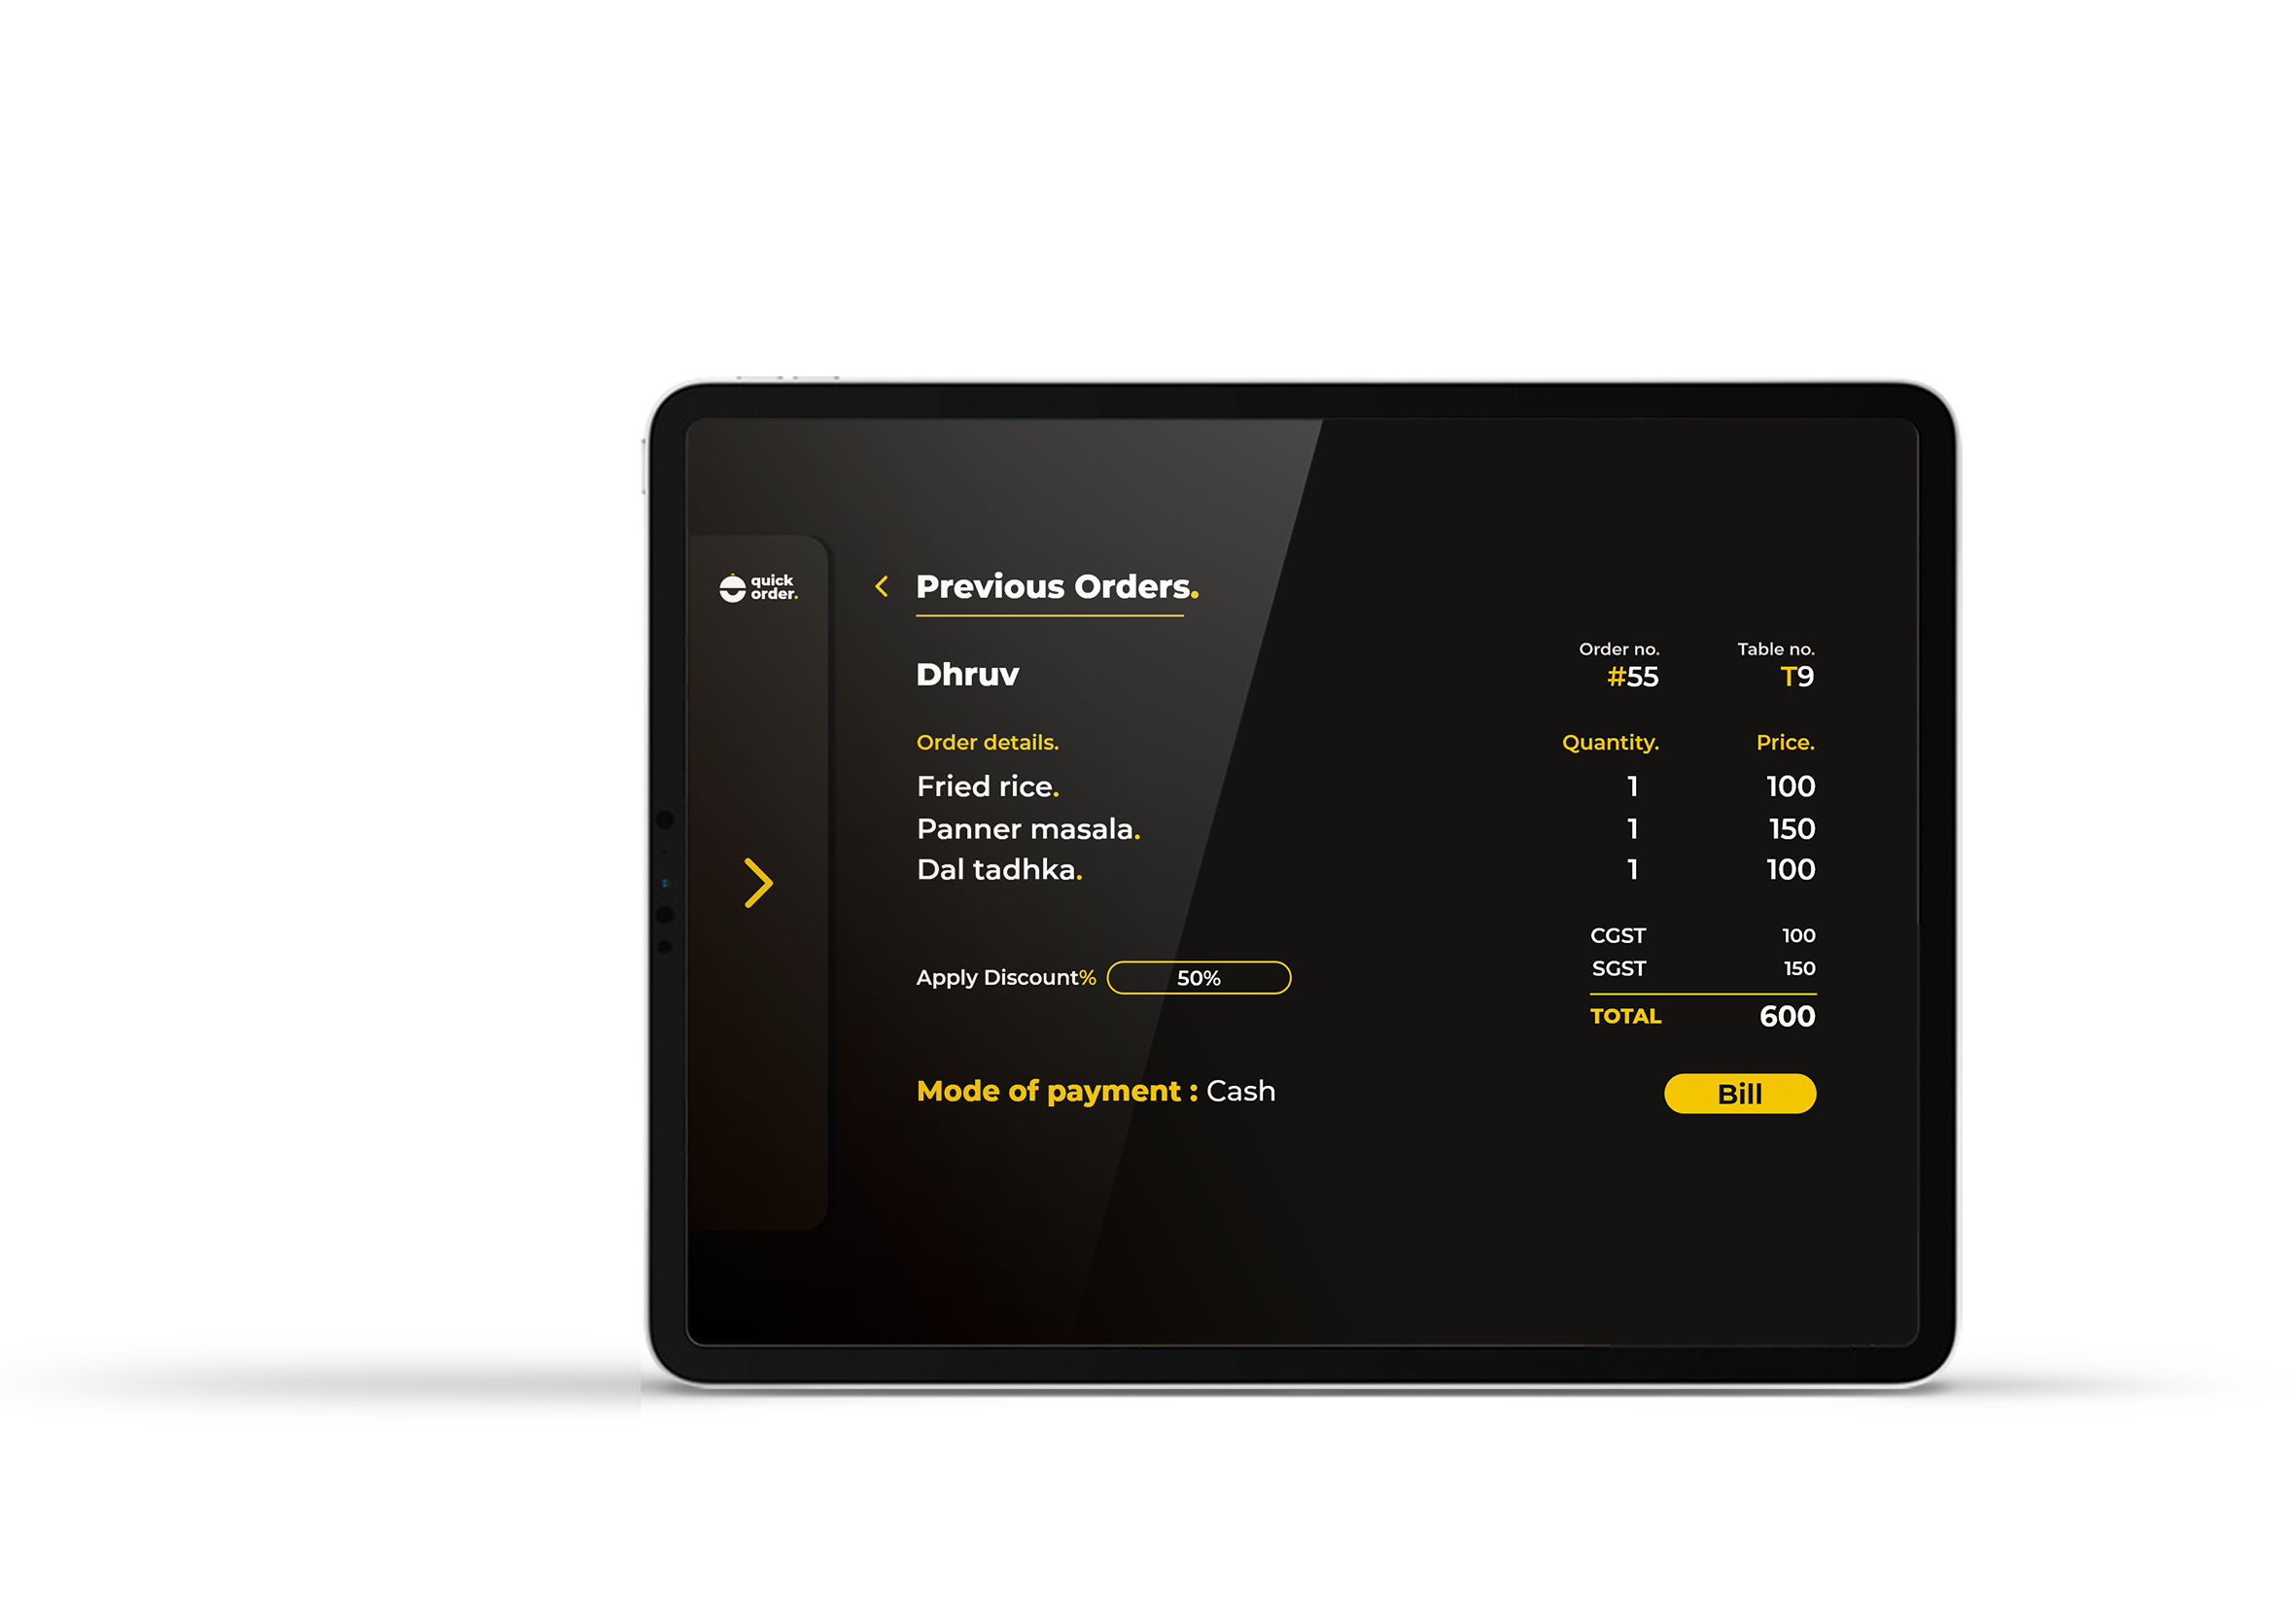 quick
order.
Previous Orders.
Dhruv
Order no.
#55
Table no.
T9
Order details. Quantity. Price.
Fried rice. 1 100
Panner masala. 1 150
Dal tadhka. 1 100
CGST 100
SGST 150
Apply Discount% 50%
TOTAL 600
Mode of payment : Cash
Bill